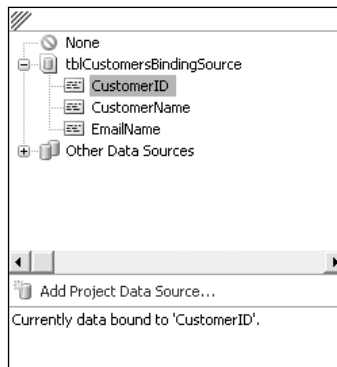 None
tblCustomersBindingSource
CustomerID
CustomerName
EmailName
Other Data Sources
Add Project Data Source...
Currently data bound to 'CustomerID'.